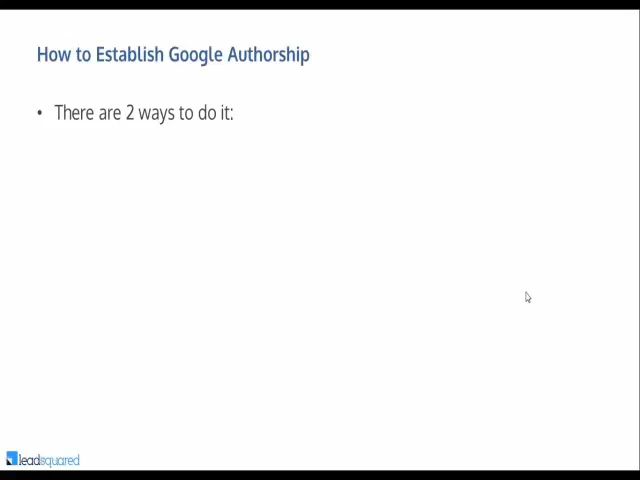 How to Establish Google Authorship
• There are 2 ways to do it:
leadsquared